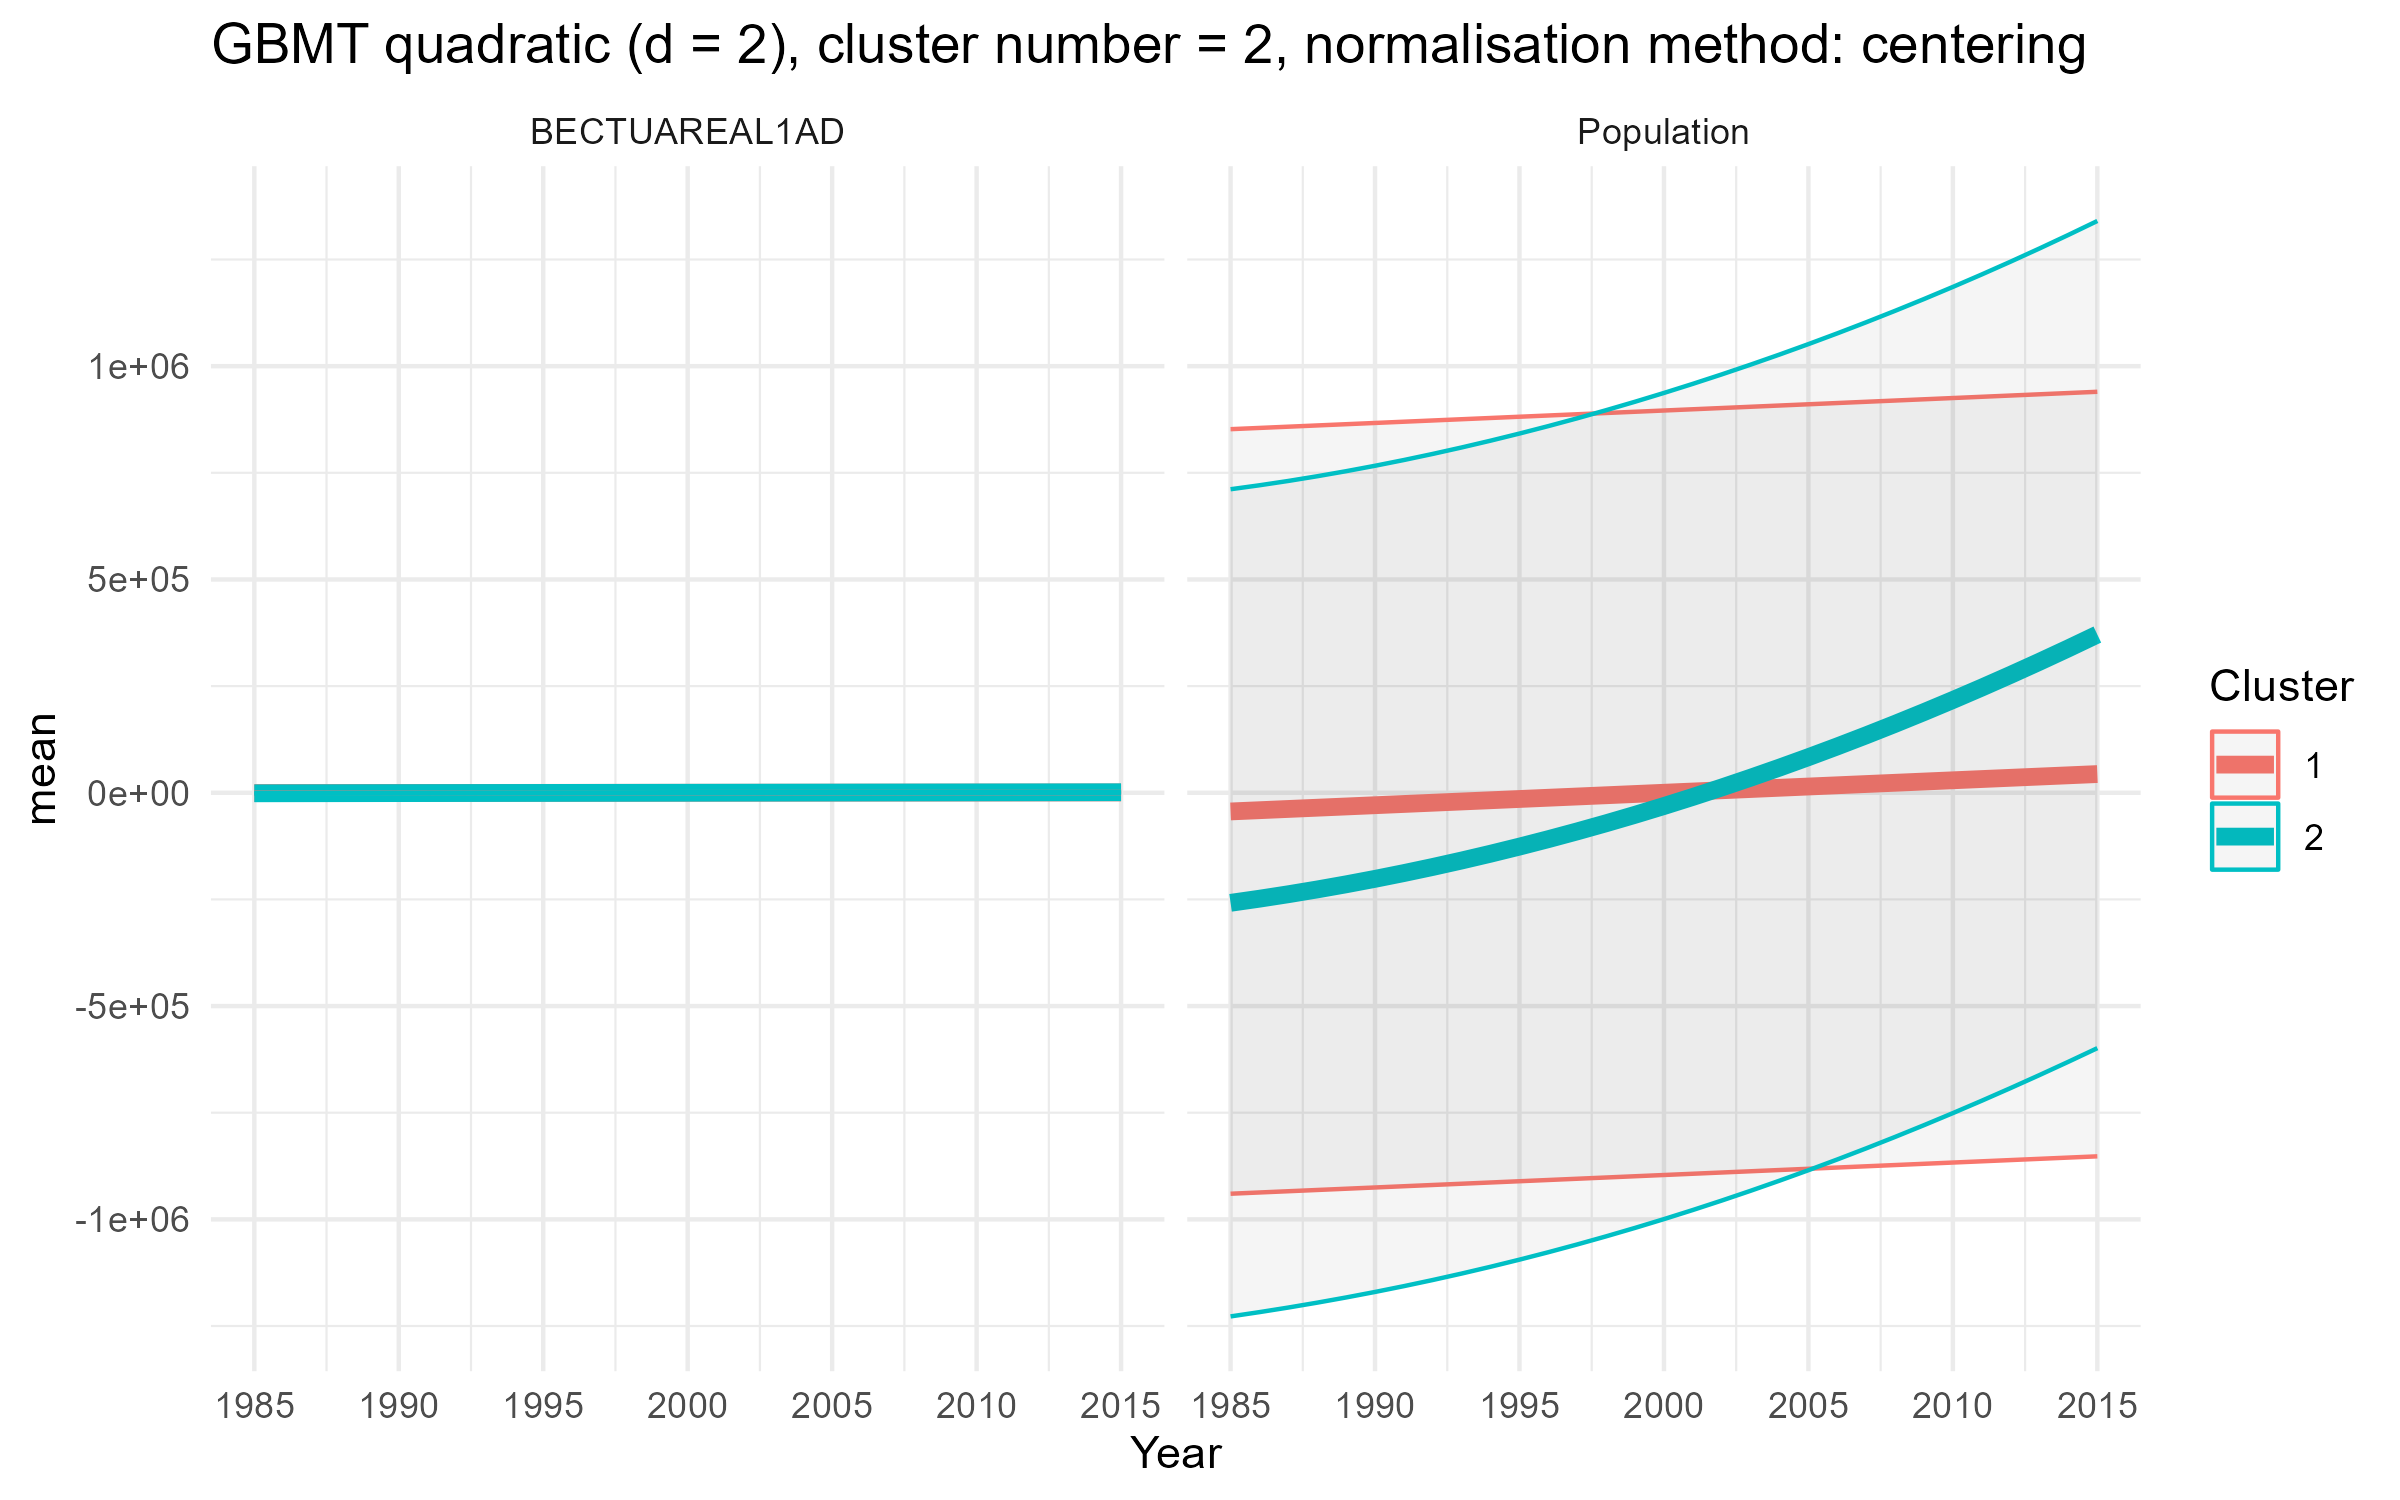 GBMT quadratic (d = 2), cluster number = 2, normalisation method: centering
BECTUAREAL1AD Population
1e+06
5e+05
0e+00
-5e+05
-1e+06
mean
1985 1990 1995 2000 2005 2010 2015 1985 1990 1995 2000 2005 2010 2015
Year
Cluster
1
2